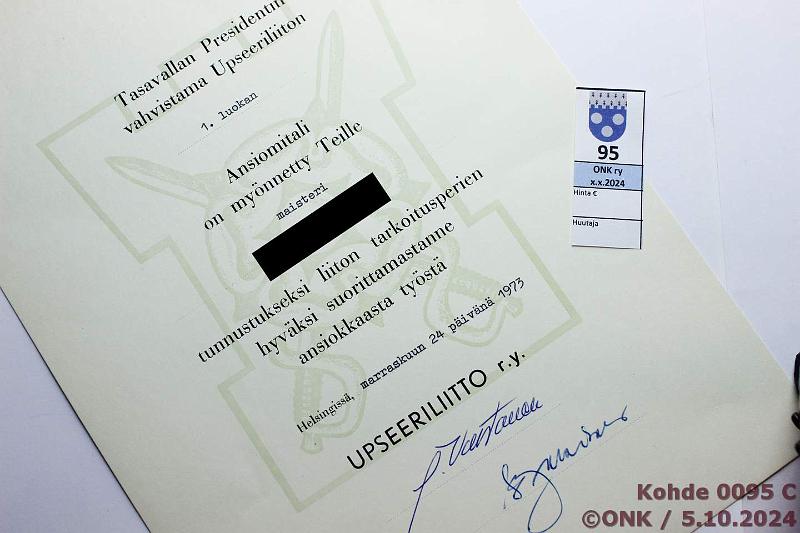 Tasavallan Presidentin
vahvistama Upseeriliiton
1. luokan
Ansiomitali
on myönnetty Teille
maisteri
tunnustukseksi liiton tarkoitusperien
hyväksi suorittamastanne
ansiokkaasta työstä
Helsingissä, marraskuun 24 päivänä 1973
UPSEERILIITTO r.y.
95
ONK ry
x.x.2024
Hinta €
Huutaja
Kohde 0095 C
©ONK / 5.10.2024